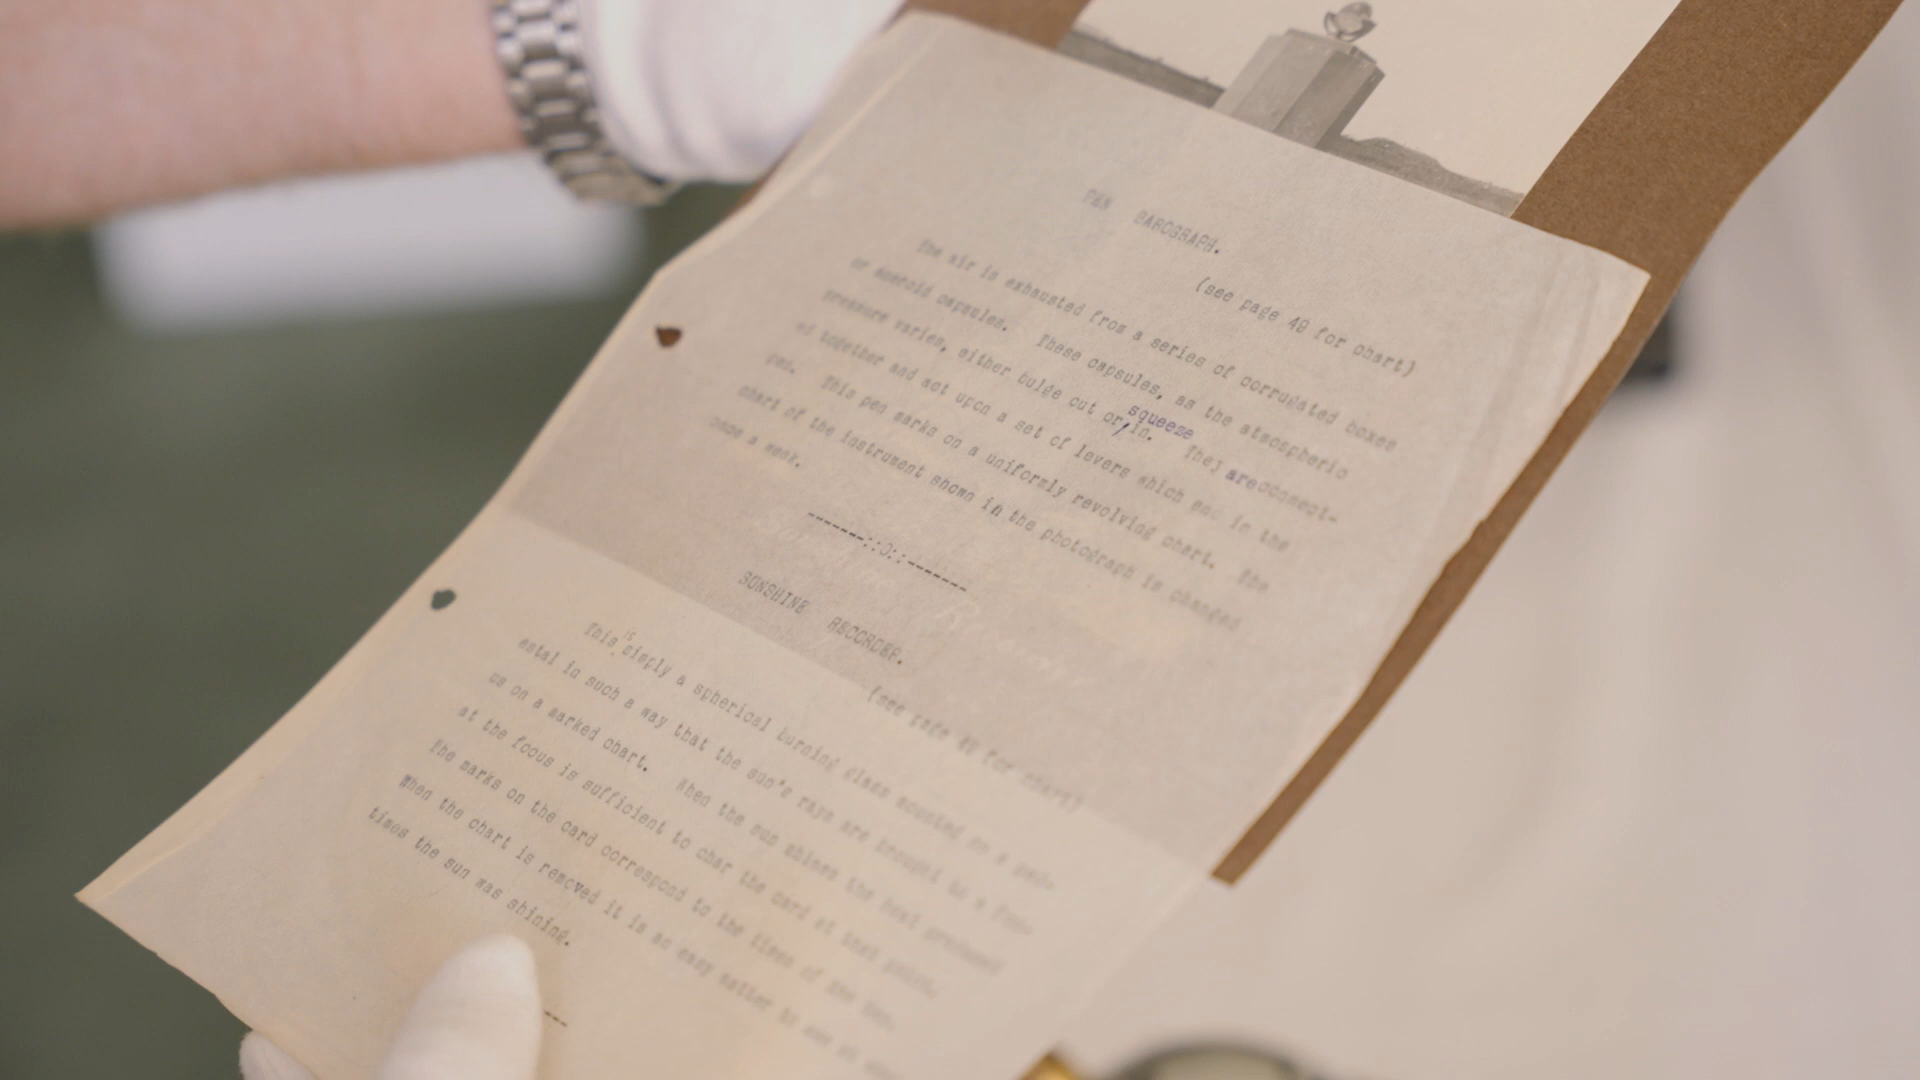 PEN BAROGRAPH.
(see page 49 for chart)
The air is exhausted from a series of corrugated boxes
or aneroid capsules. These capsules, as the atmospheric
pressure varies, either bulge out or, squeeze in. They are connect-
ed together and act upon a set of levers which end in the
pen. This pen marks on a uniformly revolving chart. The
chart of the instrument shown in the photograph is changed
once a week.
-------::O::-------
SUNSHINE RECORDER.
(see page 49 for chart)
This is simply a spherical burning glass mounted on a ped-
estal in such a way that the sun's rays are brought to a foc-
us on a marked chart. When the sun shines the heat produced
at the focus is sufficient to char the card at that point.
The marks on the card correspond to the times of the day.
When the chart is removed it is an easy matter to see at
times the sun was shining.